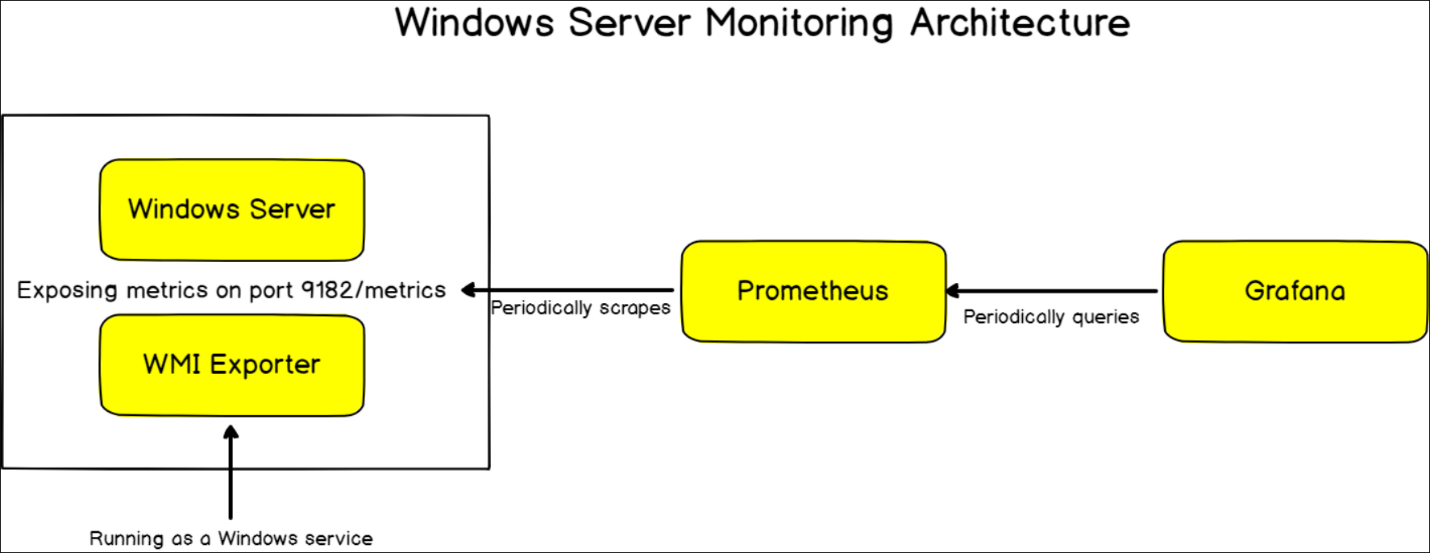 Windows Server Monitoring Architecture
Windows Server
Exposing metrics on port 9182/metrics
WMI Exporter
Running as a Windows service
Periodically scrapes
Prometheus
Periodically queries
Grafana